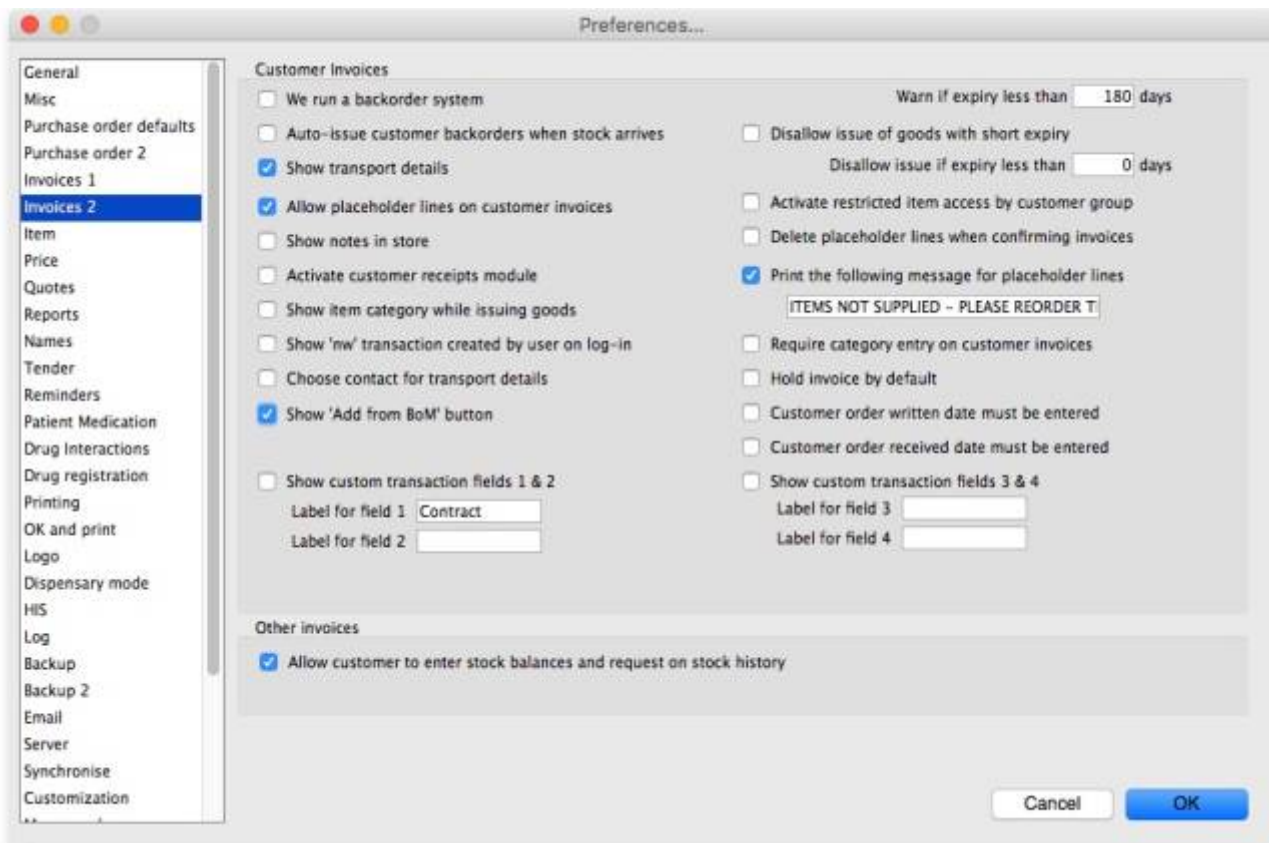 Preferences...
General
Misc
Purchase order defaults
Purchase order 2
Invoices 1
Invoices 2
Item
Price
Quotes
Reports
Names
Tender
Reminders
Patient Medication
Drug Interactions
Drug registration
Printing
OK and print
Logo
Dispensary mode
HIS
Log
Backup
Backup 2
Email
Server
Synchronise
Customization
Customer Invoices
We run a backorder system
Auto-issue customer backorders when stock arrives
Show transport details
Allow placeholder lines on customer invoices
Show notes in store
Activate customer receipts module
Show item category while issuing goods
Show 'nw' transaction created by user on log-in
Choose contact for transport details
Show 'Add from BoM' button
Show custom transaction fields 1 & 2
Label for field 1 Contract
Label for field 2
Warn if expiry less than 180 days
Disallow issue of goods with short expiry
Disallow issue if expiry less than 0 days
Activate restricted item access by customer group
Delete placeholder lines when confirming invoices
Print the following message for placeholder lines
ITEMS NOT SUPPLIED - PLEASE REORDER T
Require category entry on customer invoices
Hold invoice by default
Customer order written date must be entered
Customer order received date must be entered
Show custom transaction fields 3 & 4
Label for field 3
Label for field 4
Other invoices
Allow customer to enter stock balances and request on stock history
Cancel OK